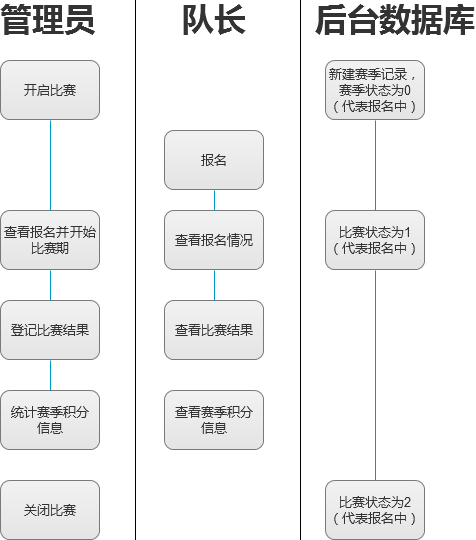 管理员
队长
后台数据库
开启比赛
新建赛季记录，
赛季状态为0
（代表报名中）
报名
查看报名并开始
比赛期
查看报名情况
比赛状态为1
（代表报名中）
登记比赛结果
查看比赛结果
统计赛季积分
信息
查看赛季积分
信息
关闭比赛
比赛状态为2
（代表报名中）